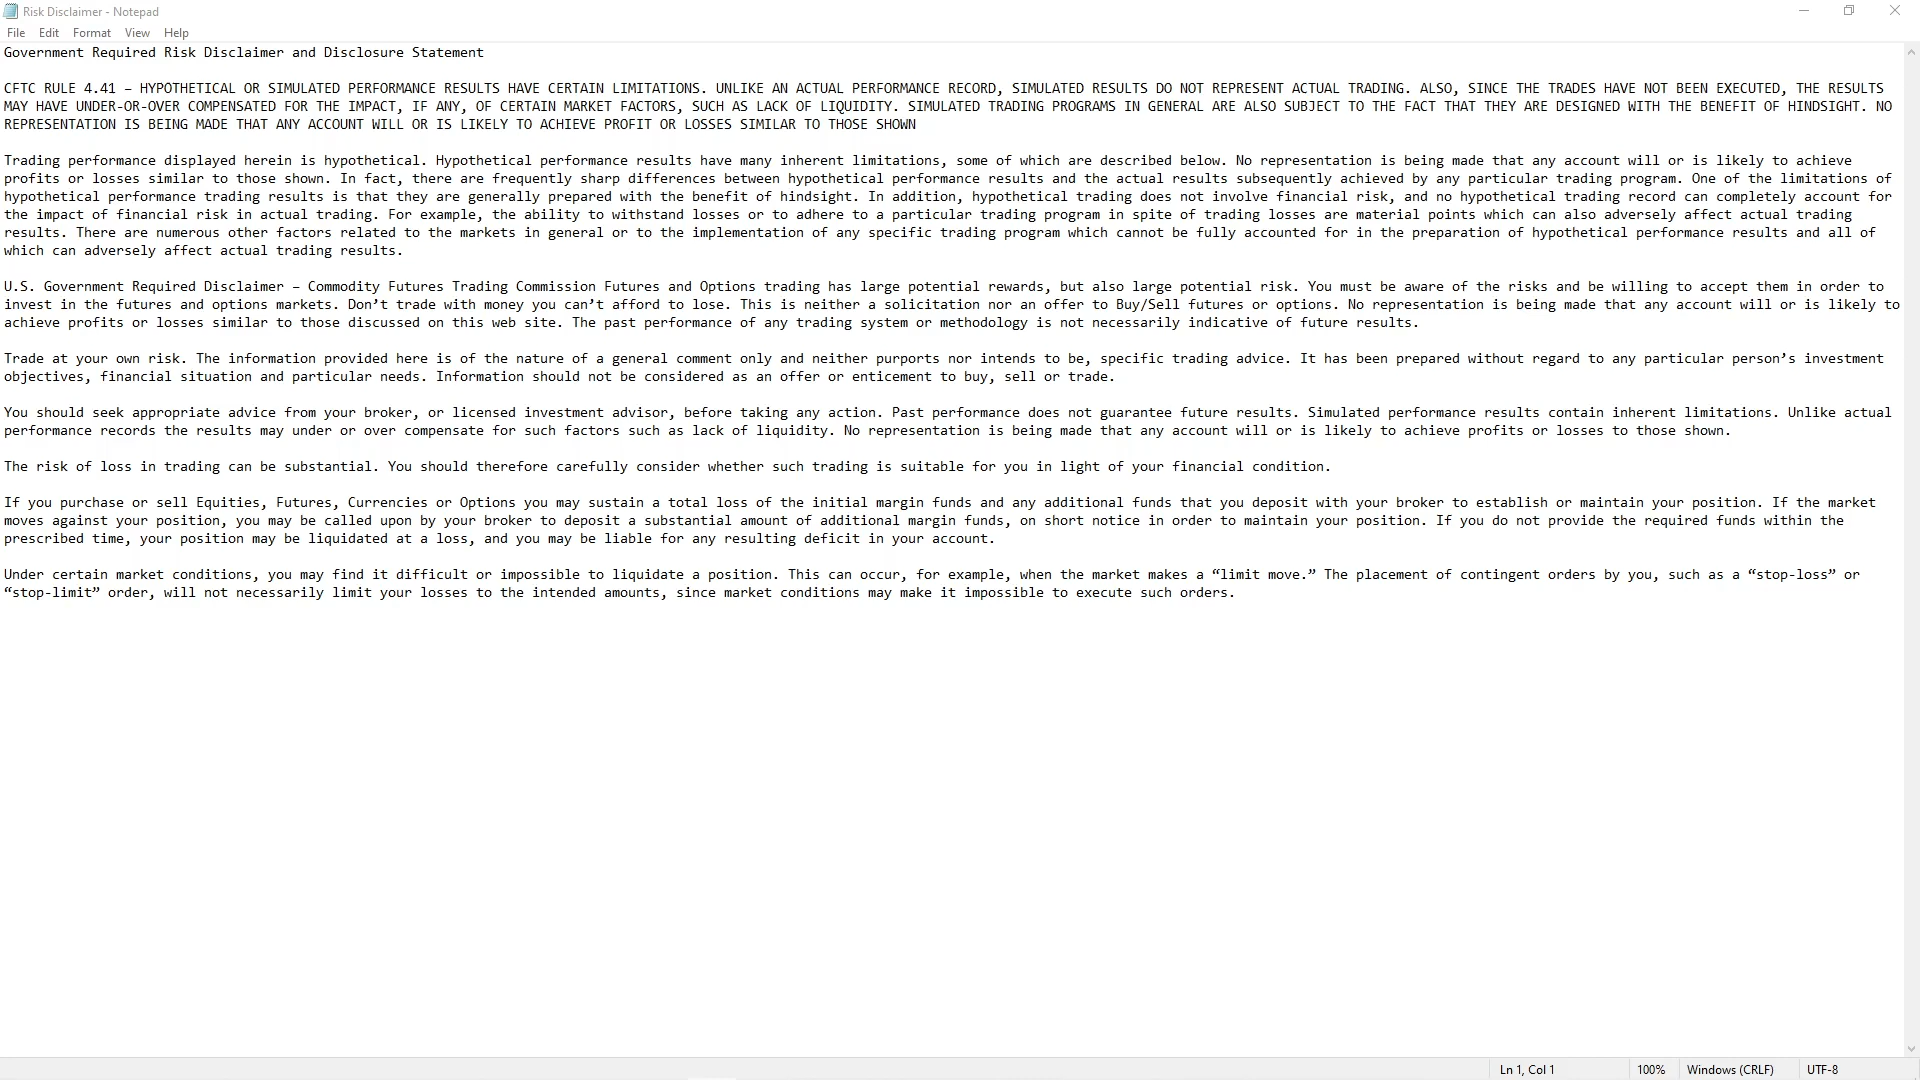 Risk Disclaimer - Notepad
File Edit Format View Help
Government Required Risk Disclaimer and Disclosure Statement
CFTC RULE 4.41 – HYPOTHETICAL OR SIMULATED PERFORMANCE RESULTS HAVE CERTAIN LIMITATIONS. UNLIKE AN ACTUAL PERFORMANCE RECORD, SIMULATED RESULTS DO NOT REPRESENT ACTUAL TRADING. ALSO, SINCE THE TRADES HAVE NOT BEEN EXECUTED, THE RESULTS
MAY HAVE UNDER-OR-OVER COMPENSATED FOR THE IMPACT, IF ANY, OF CERTAIN MARKET FACTORS, SUCH AS LACK OF LIQUIDITY. SIMULATED TRADING PROGRAMS IN GENERAL ARE ALSO SUBJECT TO THE FACT THAT THEY ARE DESIGNED WITH THE BENEFIT OF HINDSIGHT. NO
REPRESENTATION IS BEING MADE THAT ANY ACCOUNT WILL OR IS LIKELY TO ACHIEVE PROFIT OR LOSSES SIMILAR TO THOSE SHOWN
Trading performance displayed herein is hypothetical. Hypothetical performance results have many inherent limitations, some of which are described below. No representation is being made that any account will or is likely to achieve
profits or losses similar to those shown. In fact, there are frequently sharp differences between hypothetical performance results and the actual results subsequently achieved by any particular trading program. One of the limitations of
hypothetical performance trading results is that they are generally prepared with the benefit of hindsight. In addition, hypothetical trading does not involve financial risk, and no hypothetical trading record can completely account for
the impact of financial risk in actual trading. For example, the ability to withstand losses or to adhere to a particular trading program in spite of trading losses are material points which can also adversely affect actual trading
results. There are numerous other factors related to the markets in general or to the implementation of any specific trading program which cannot be fully accounted for in the preparation of hypothetical performance results and all of
which can adversely affect actual trading results.
U.S. Government Required Disclaimer – Commodity Futures Trading Commission Futures and Options trading has large potential rewards, but also large potential risk. You must be aware of the risks and be willing to accept them in order to
invest in the futures and options markets. Don’t trade with money you can’t afford to lose. This is neither a solicitation nor an offer to Buy/Sell futures or options. No representation is being made that any account will or is likely to
achieve profits or losses similar to those discussed on this web site. The past performance of any trading system or methodology is not necessarily indicative of future results.
Trade at your own risk. The information provided here is of the nature of a general comment only and neither purports nor intends to be, specific trading advice. It has been prepared without regard to any particular person’s investment
objectives, financial situation and particular needs. Information should not be considered as an offer or enticement to buy, sell or trade.
You should seek appropriate advice from your broker, or licensed investment advisor, before taking any action. Past performance does not guarantee future results. Simulated performance results contain inherent limitations. Unlike actual
performance records the results may under or over compensate for such factors such as lack of liquidity. No representation is being made that any account will or is likely to achieve profits or losses to those shown.
The risk of loss in trading can be substantial. You should therefore carefully consider whether such trading is suitable for you in light of your financial condition.
If you purchase or sell Equities, Futures, Currencies or Options you may sustain a total loss of the initial margin funds and any additional funds that you deposit with your broker to establish or maintain your position. If the market
moves against your position, you may be called upon by your broker to deposit a substantial amount of additional margin funds, on short notice in order to maintain your position. If you do not provide the required funds within the
prescribed time, your position may be liquidated at a loss, and you may be liable for any resulting deficit in your account.
Under certain market conditions, you may find it difficult or impossible to liquidate a position. This can occur, for example, when the market makes a “limit move.” The placement of contingent orders by you, such as a “stop-loss” or
“stop-limit” order, will not necessarily limit your losses to the intended amounts, since market conditions may make it impossible to execute such orders.
Ln 1, Col 1 100% Windows (CRLF) UTF-8